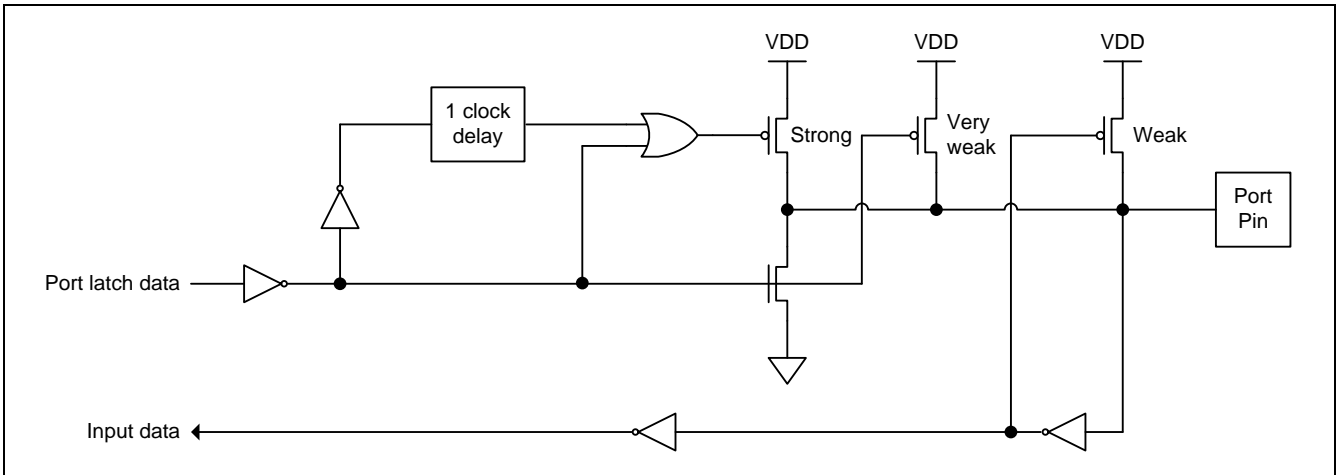 VDD
VDD
VDD
1 clock
delay
Strong
Very
weak
Weak
Port
Pin
Port latch data
Input data